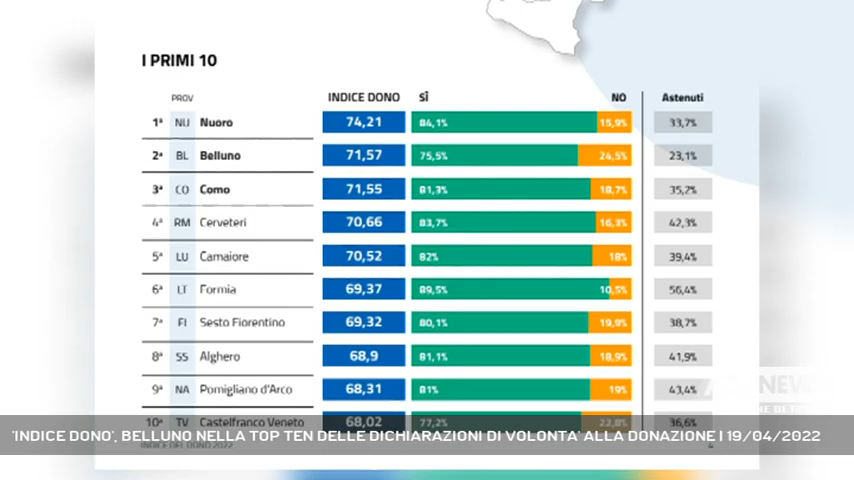 I PRIMI 10
PROV INDICE DONO SÌ NO Astenuti
1ª NU Nuoro 74,21 84,1% 15,9% 33,7%
2ª BL Belluno 71,57 75,5% 24,5% 23,1%
3ª CO Como 71,55 81,3% 18,7% 35,2%
4ª RM Cerveteri 70,66 83,7% 16,3% 42,3%
5ª LU Camaiore 70,52 82% 18% 39,4%
6ª LT Formia 69,37 89,5% 10,5% 56,4%
7ª FI Sesto Fiorentino 69,32 80,1% 19,9% 38,7%
8ª SS Alghero 68,9 81,1% 18,9% 41,9%
9ª NA Pomigliano d'Arco 68,31 81% 19% 43,4%
10ª TV Castelfranco Veneto 68,02 77,2% 22,8% 36,6%
'INDICE DONO', BELLUNO NELLA TOP TEN DELLE DICHIARAZIONI DI VOLONTA' ALLA DONAZIONE | 19/04/2022
INDICE DEL DONO 2022